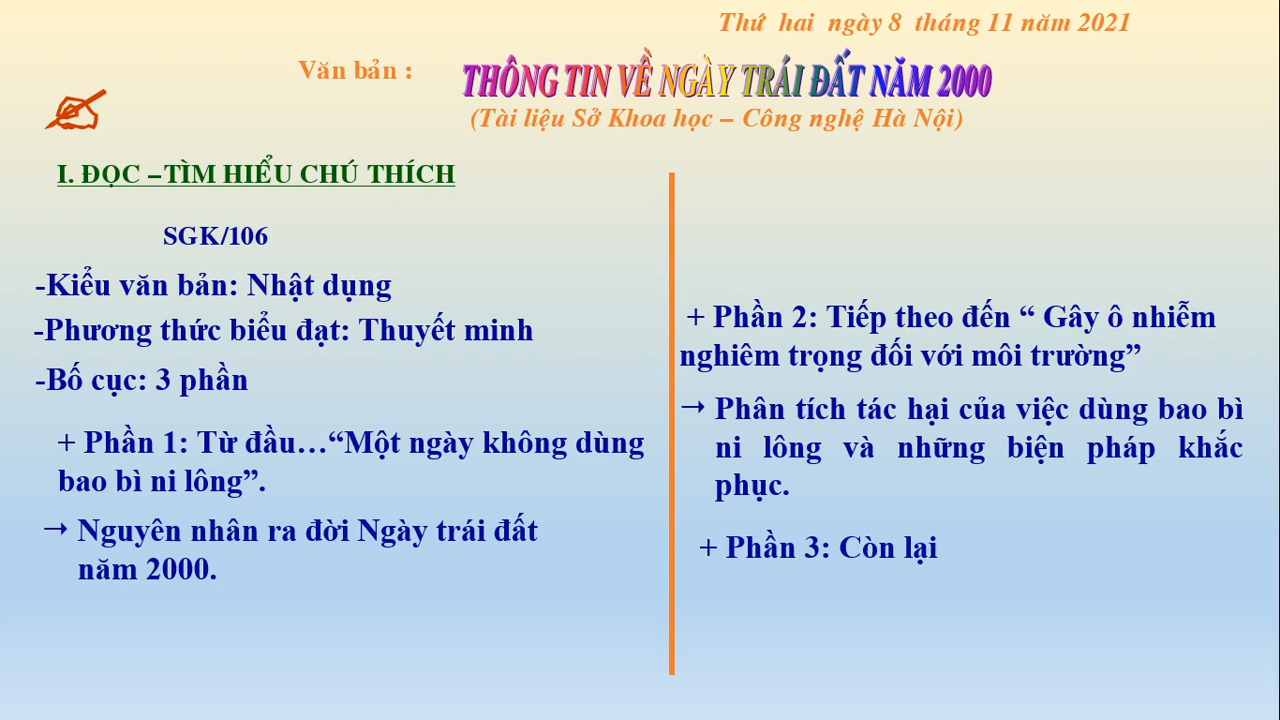 Thứ hai ngày 8 tháng 11 năm 2021
Văn bản :
THÔNG TIN VỀ NGÀY TRÁI ĐẤT NĂM 2000
(Tài liệu Sở Khoa học – Công nghệ Hà Nội)
I. ĐỌC –TÌM HIỂU CHÚ THÍCH
SGK/106
-Kiểu văn bản: Nhật dụng
-Phương thức biểu đạt: Thuyết minh
-Bố cục: 3 phần
+ Phần 1: Từ đầu…“Một ngày không dùng
bao bì ni lông”.
→ Nguyên nhân ra đời Ngày trái đất
năm 2000.
+ Phần 2: Tiếp theo đến “ Gây ô nhiễm
nghiêm trọng đối với môi trường”
→ Phân tích tác hại của việc dùng bao bì
ni lông và những biện pháp khắc
phục.
+ Phần 3: Còn lại